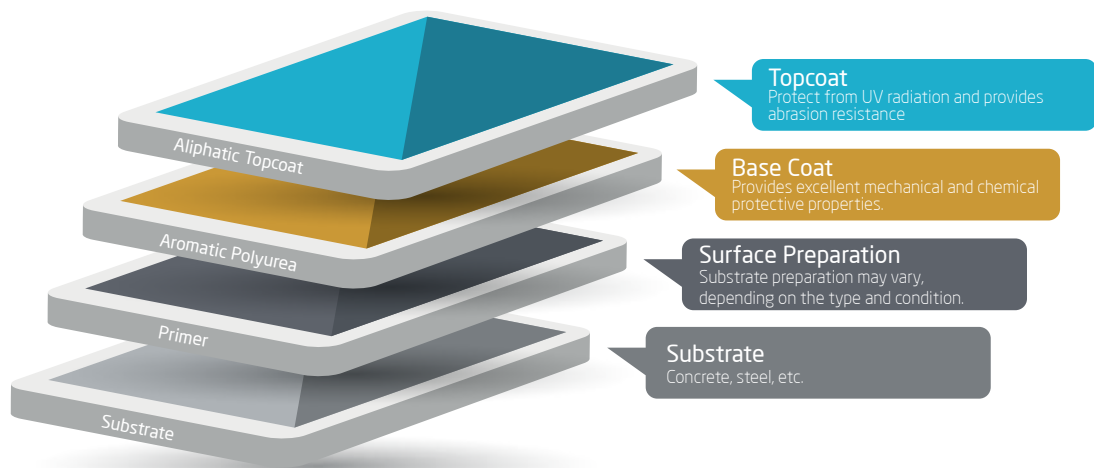 Topcoat
Protect from UV radiation and provides
abrasion resistance
Aliphatic Topcoat
Base Coat
Provides excellent mechanical and chemical
protective properties.
Aromatic Polyurea
Surface Preparation
Substrate preparation may vary,
depending on the type and condition.
Primer
Substrate
Concrete, steel, etc.
Substrate